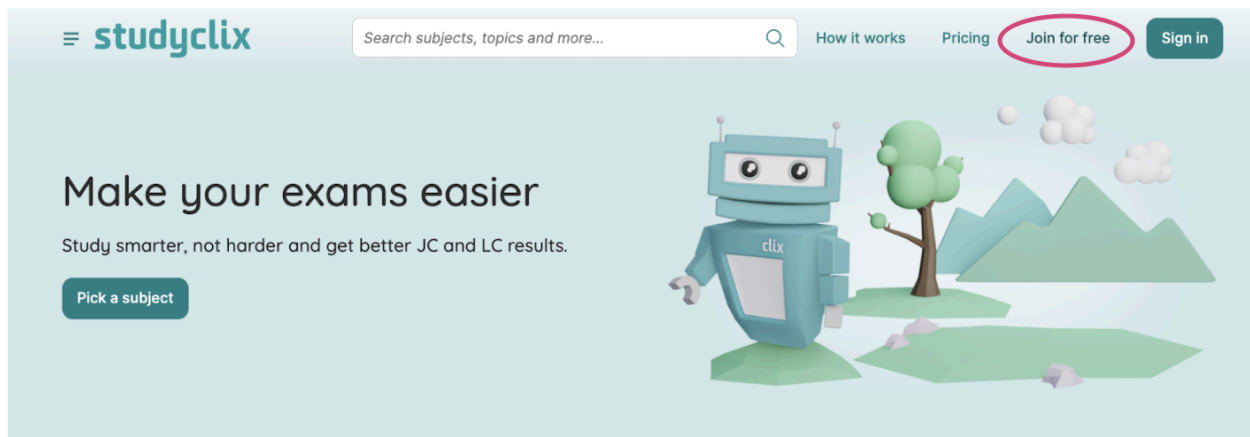 studyclix
Search subjects, topics and more...
How it works
Pricing
Join for free
Sign in
Make your exams easier
Study smarter, not harder and get better JC and LC results.
Pick a subject
clix